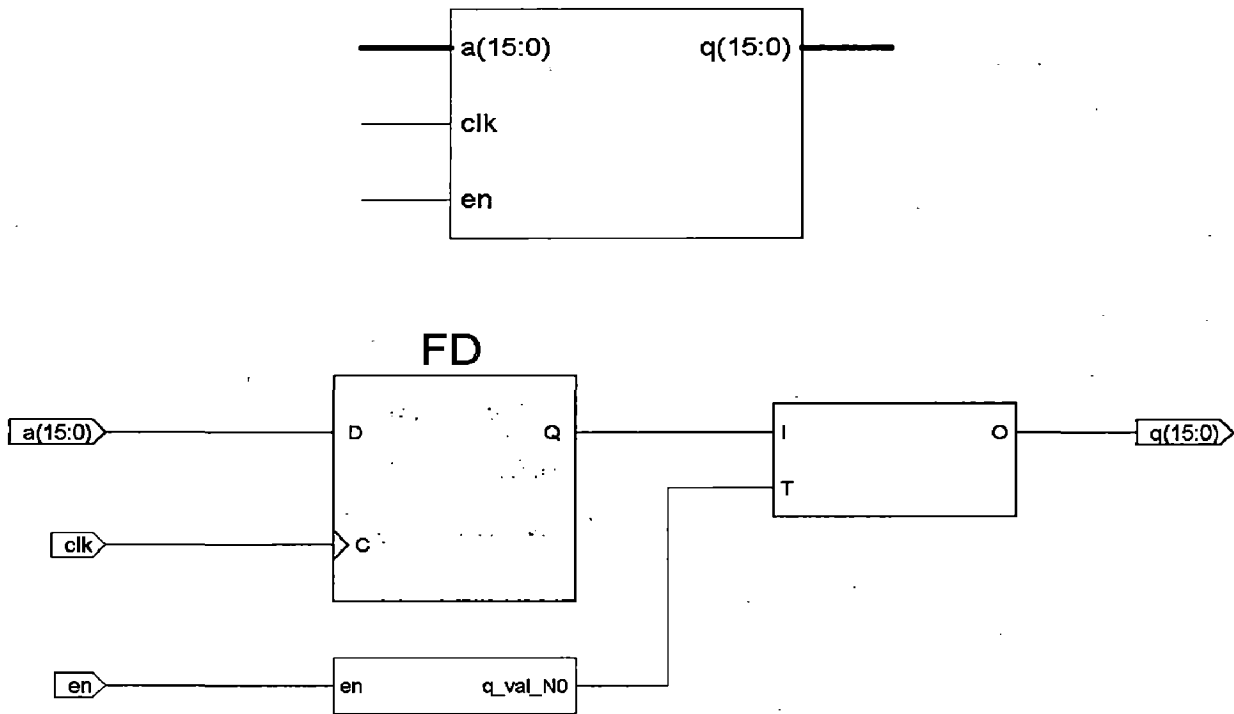 a(15:0) q(15:0)
clk
en
FD
a(15:0) D Q I O q(15:0)
T
clk C
en en q_val_N0